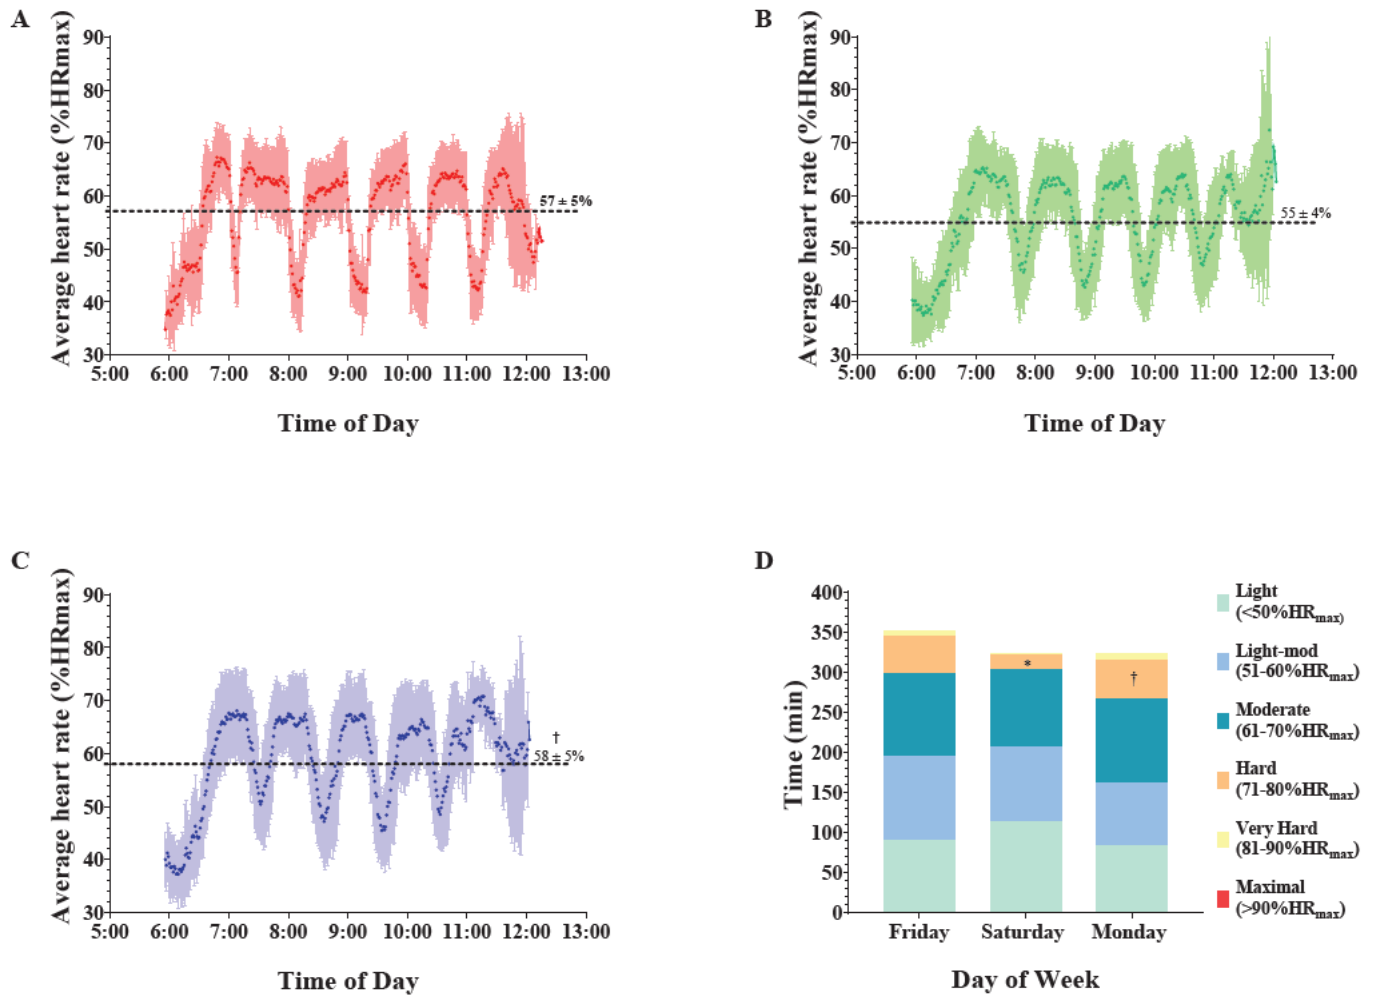 A
Average heart rate (%HRmax)
90
80
70
60
50
40
30
57 ± 5%
5:00 6:00 7:00 8:00 9:00 10:00 11:00 12:00 13:00
Time of Day
B
Average heart rate (%HRmax)
90
80
70
60
50
40
30
55 ± 4%
5:00 6:00 7:00 8:00 9:00 10:00 11:00 12:00 13:00
Time of Day
C
Average heart rate (%HRmax)
90
80
70
60
50
40
30
†
58 ± 5%
5:00 6:00 7:00 8:00 9:00 10:00 11:00 12:00 13:00
Time of Day
D
Time (min)
400
350
300
250
200
150
100
50
0
*
†
Friday Saturday Monday
Day of Week
Light
(<50%HRmax)
Light-mod
(51-60%HRmax)
Moderate
(61-70%HRmax)
Hard
(71-80%HRmax)
Very Hard
(81-90%HRmax)
Maximal
(>90%HRmax)